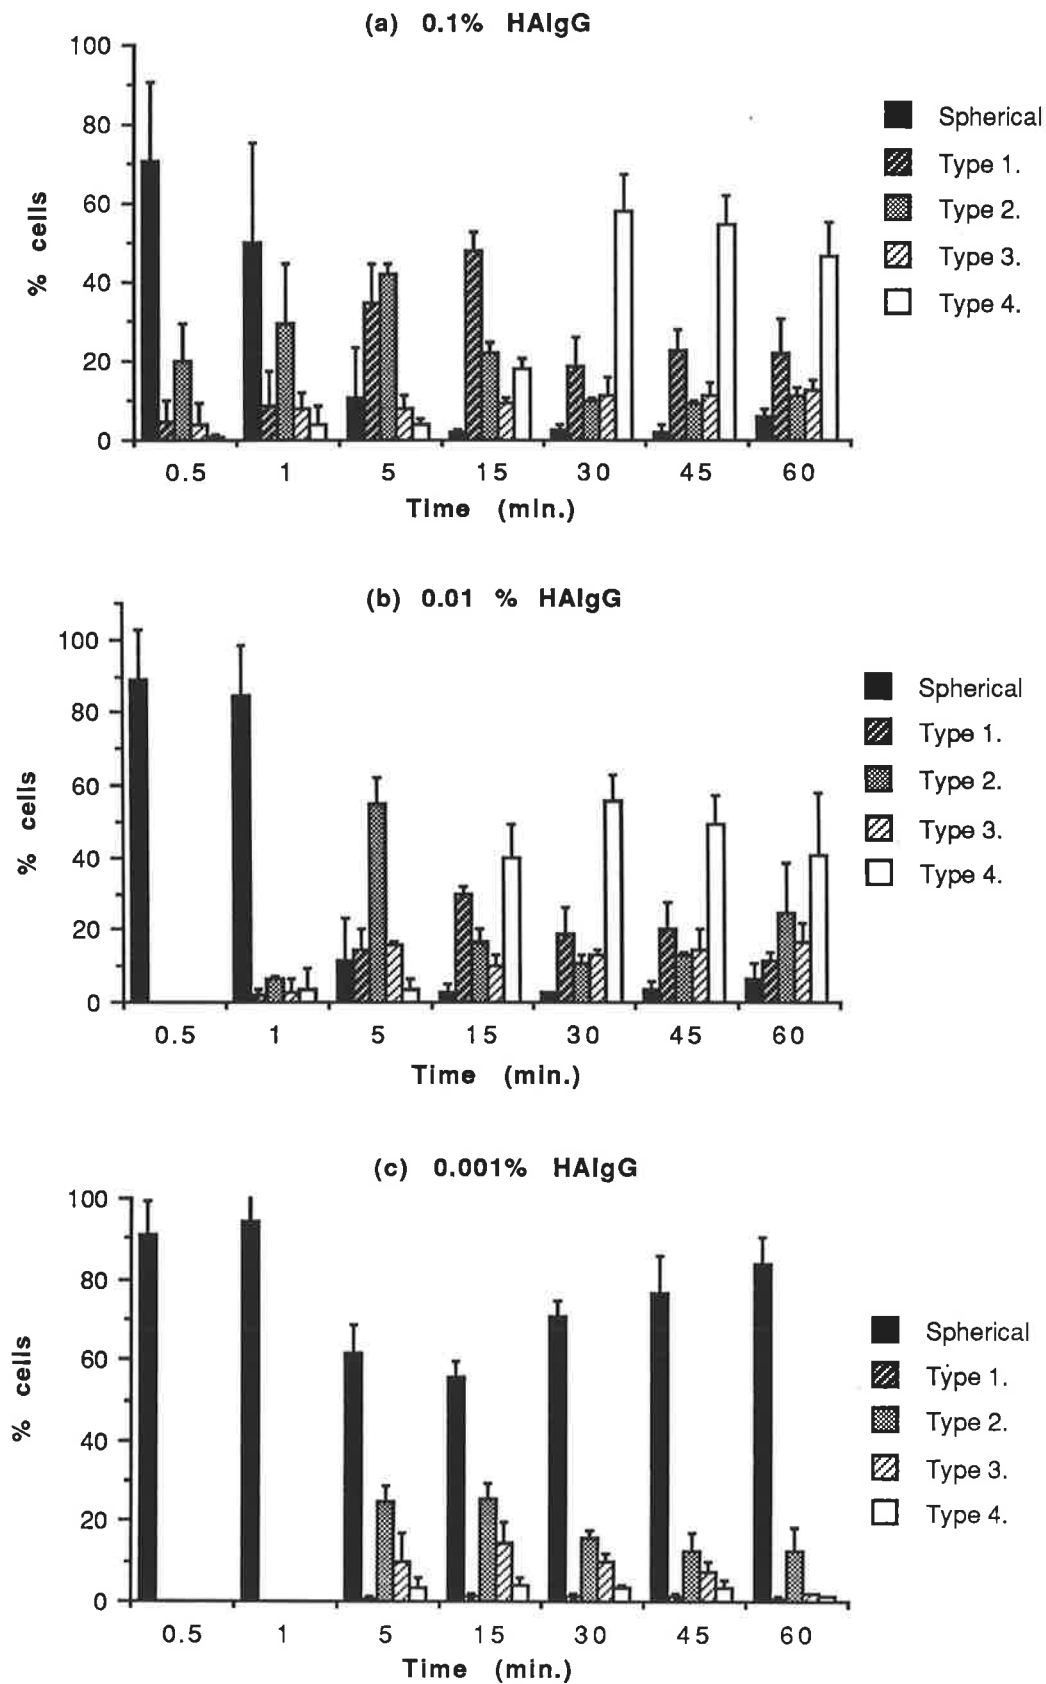 (a) 0.1% HAIgG
100
80
60
40
20
0
% cells
0.5 1 5 15 30 45 60
Time (min.)
Spherical
Type 1.
Type 2.
Type 3.
Type 4.
(b) 0.01 % HAIgG
100
80
60
40
20
0
% cells
0.5 1 5 15 30 45 60
Time (min.)
Spherical
Type 1.
Type 2.
Type 3.
Type 4.
(c) 0.001% HAIgG
100
80
60
40
20
0
% cells
0.5 1 5 15 30 45 60
Time (min.)
Spherical
Type 1.
Type 2.
Type 3.
Type 4.